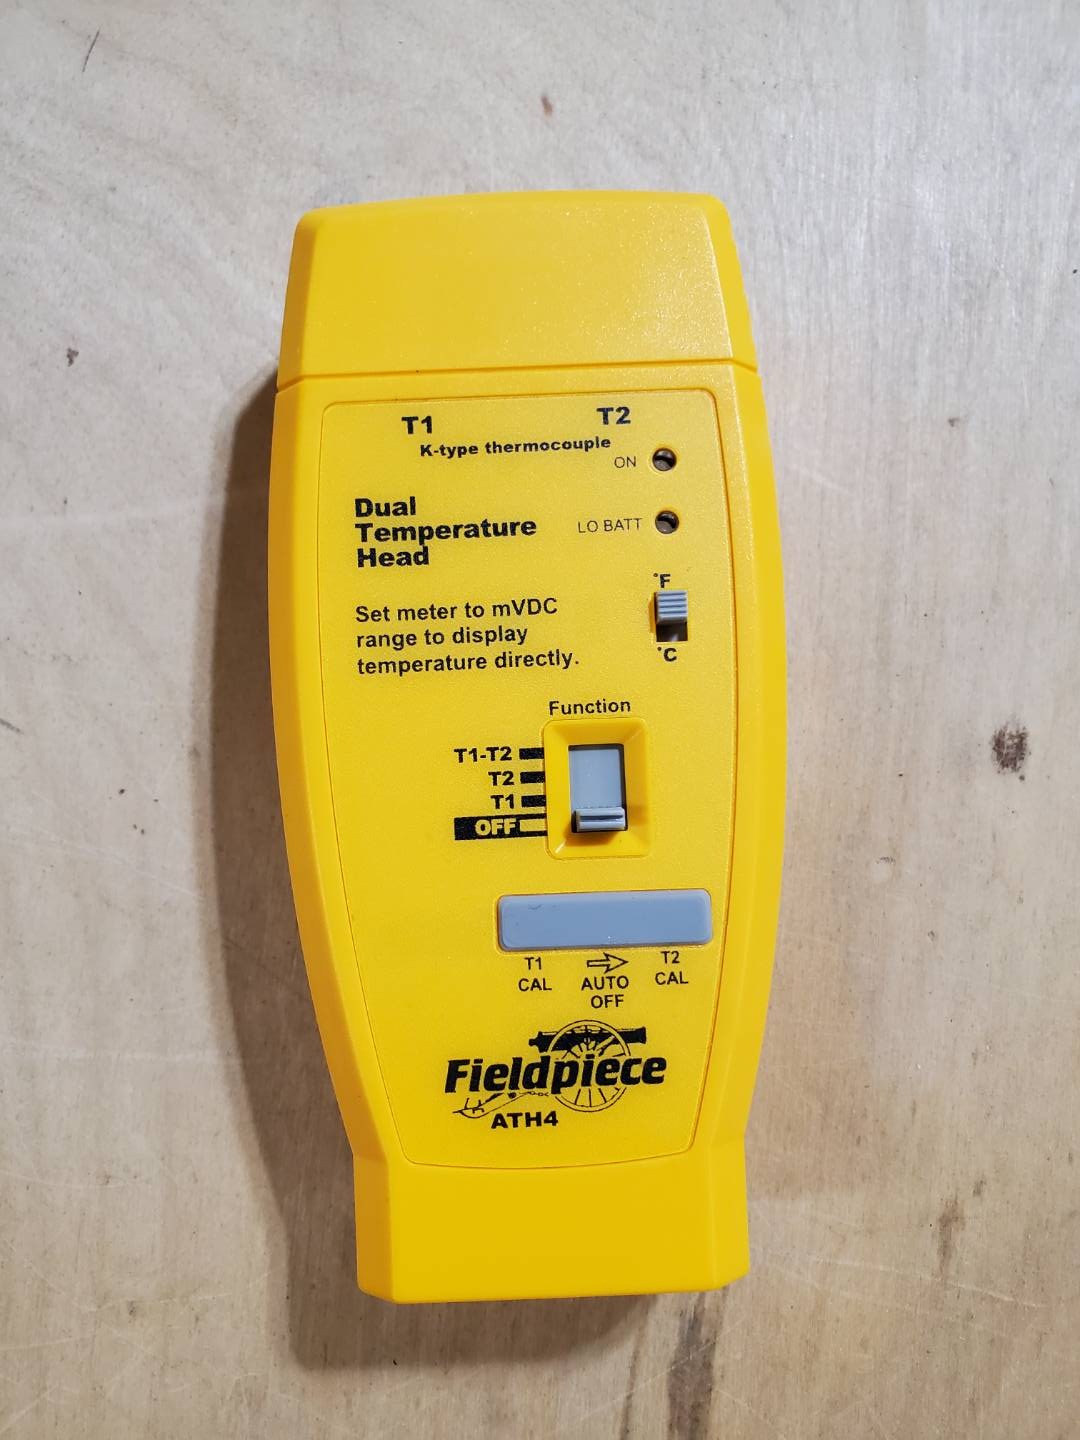 T1 T2
K-type thermocouple
ON
Dual
Temperature
Head
LO BATT
°F
Set meter to mVDC
range to display
temperature directly.
°C
Function
T1-T2
T2
T1
OFF
T1 T2
CAL AUTO CAL
OFF
Fieldpiece
ATH4